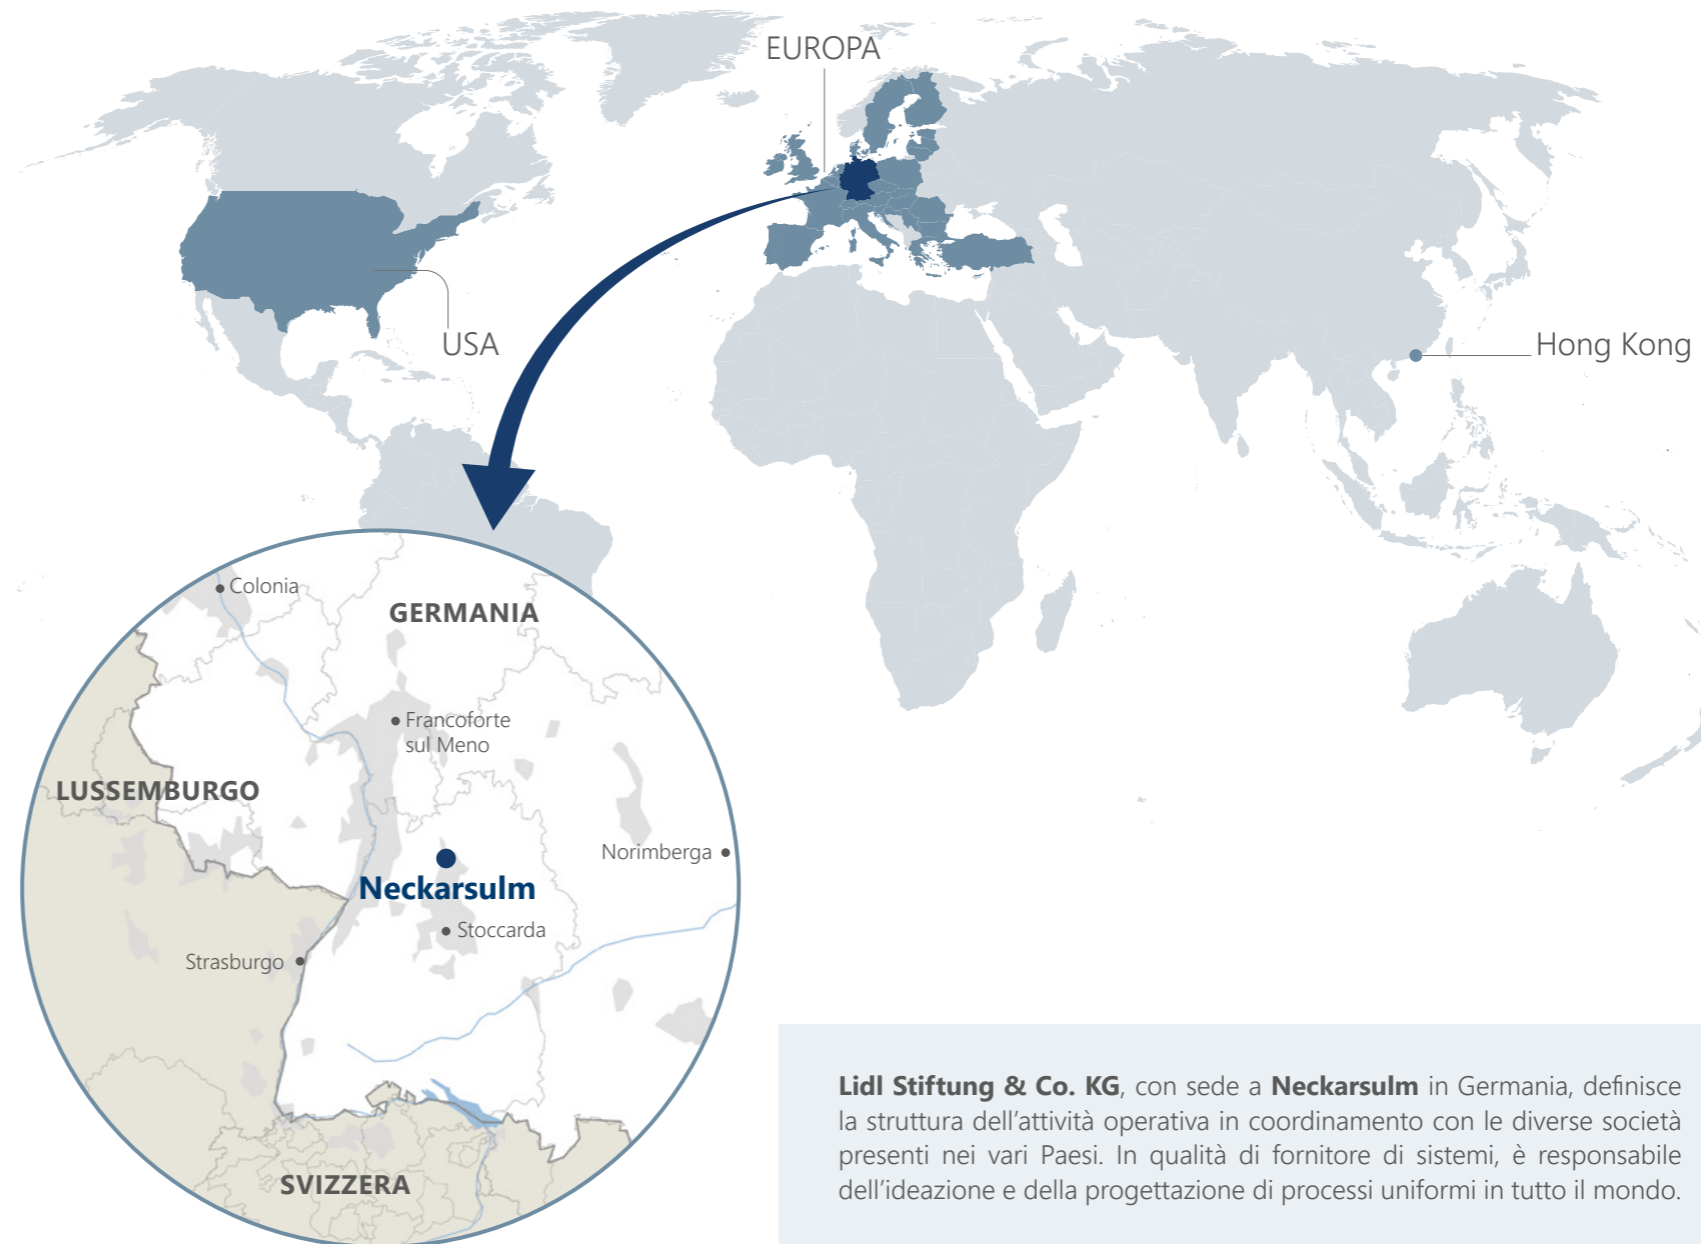 EUROPA
USA
Hong Kong
Colonia
GERMANIA
Francoforte
sul Meno
LUSSEMBURGO
Norimberga
Neckarsulm
Stoccarda
Strasburgo
SVIZZERA
Lidl Stiftung & Co. KG, con sede a Neckarsulm in Germania, definisce
la struttura dell’attività operativa in coordinamento con le diverse società
presenti nei vari Paesi. In qualità di fornitore di sistemi, è responsabile
dell’ideazione e della progettazione di processi uniformi in tutto il mondo.